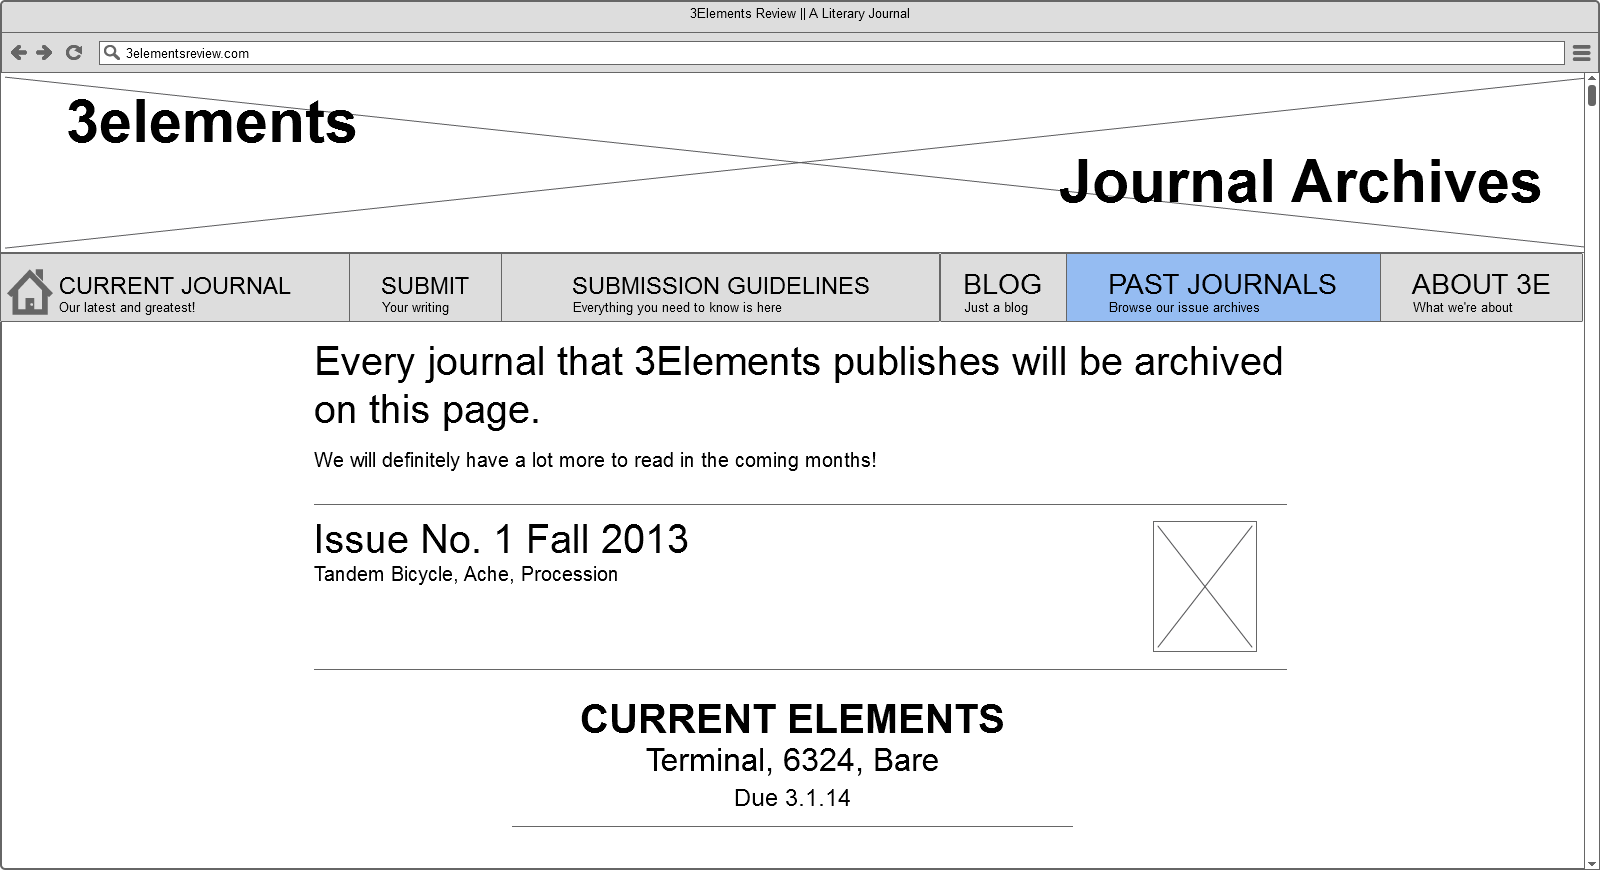 3Elements Review || A Literary Journal
3elementsreview.com
3elements
Journal Archives
CURRENT JOURNAL
Our latest and greatest!
SUBMIT
Your writing
SUBMISSION GUIDELINES
Everything you need to know is here
BLOG
Just a blog
PAST JOURNALS
Browse our issue archives
ABOUT 3E
What we're about
Every journal that 3Elements publishes will be archived
on this page.
We will definitely have a lot more to read in the coming months!
Issue No. 1 Fall 2013
Tandem Bicycle, Ache, Procession
CURRENT ELEMENTS
Terminal, 6324, Bare
Due 3.1.14